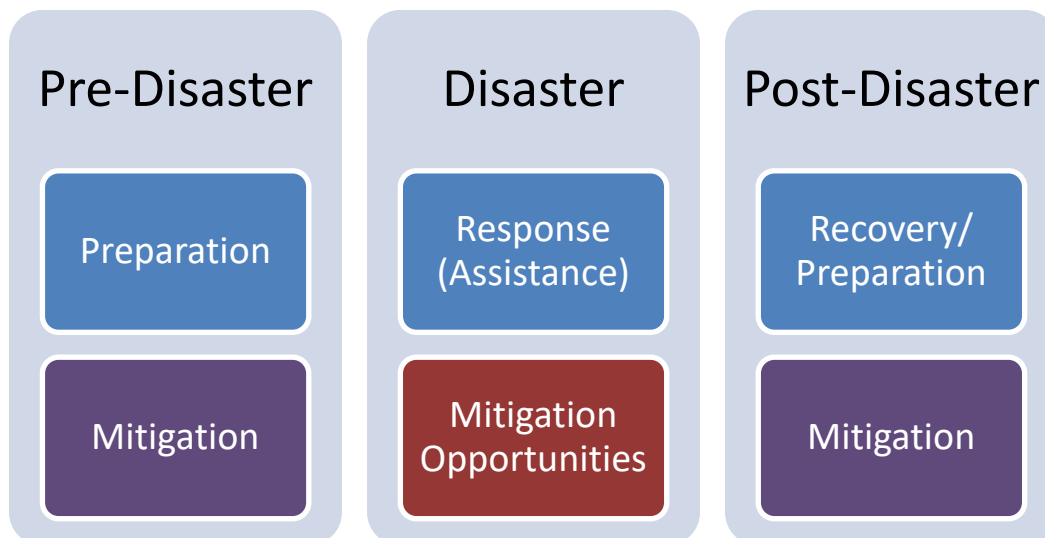 Pre-Disaster
Preparation
Mitigation
Disaster
Response
(Assistance)
Mitigation
Opportunities
Post-Disaster
Recovery/
Preparation
Mitigation